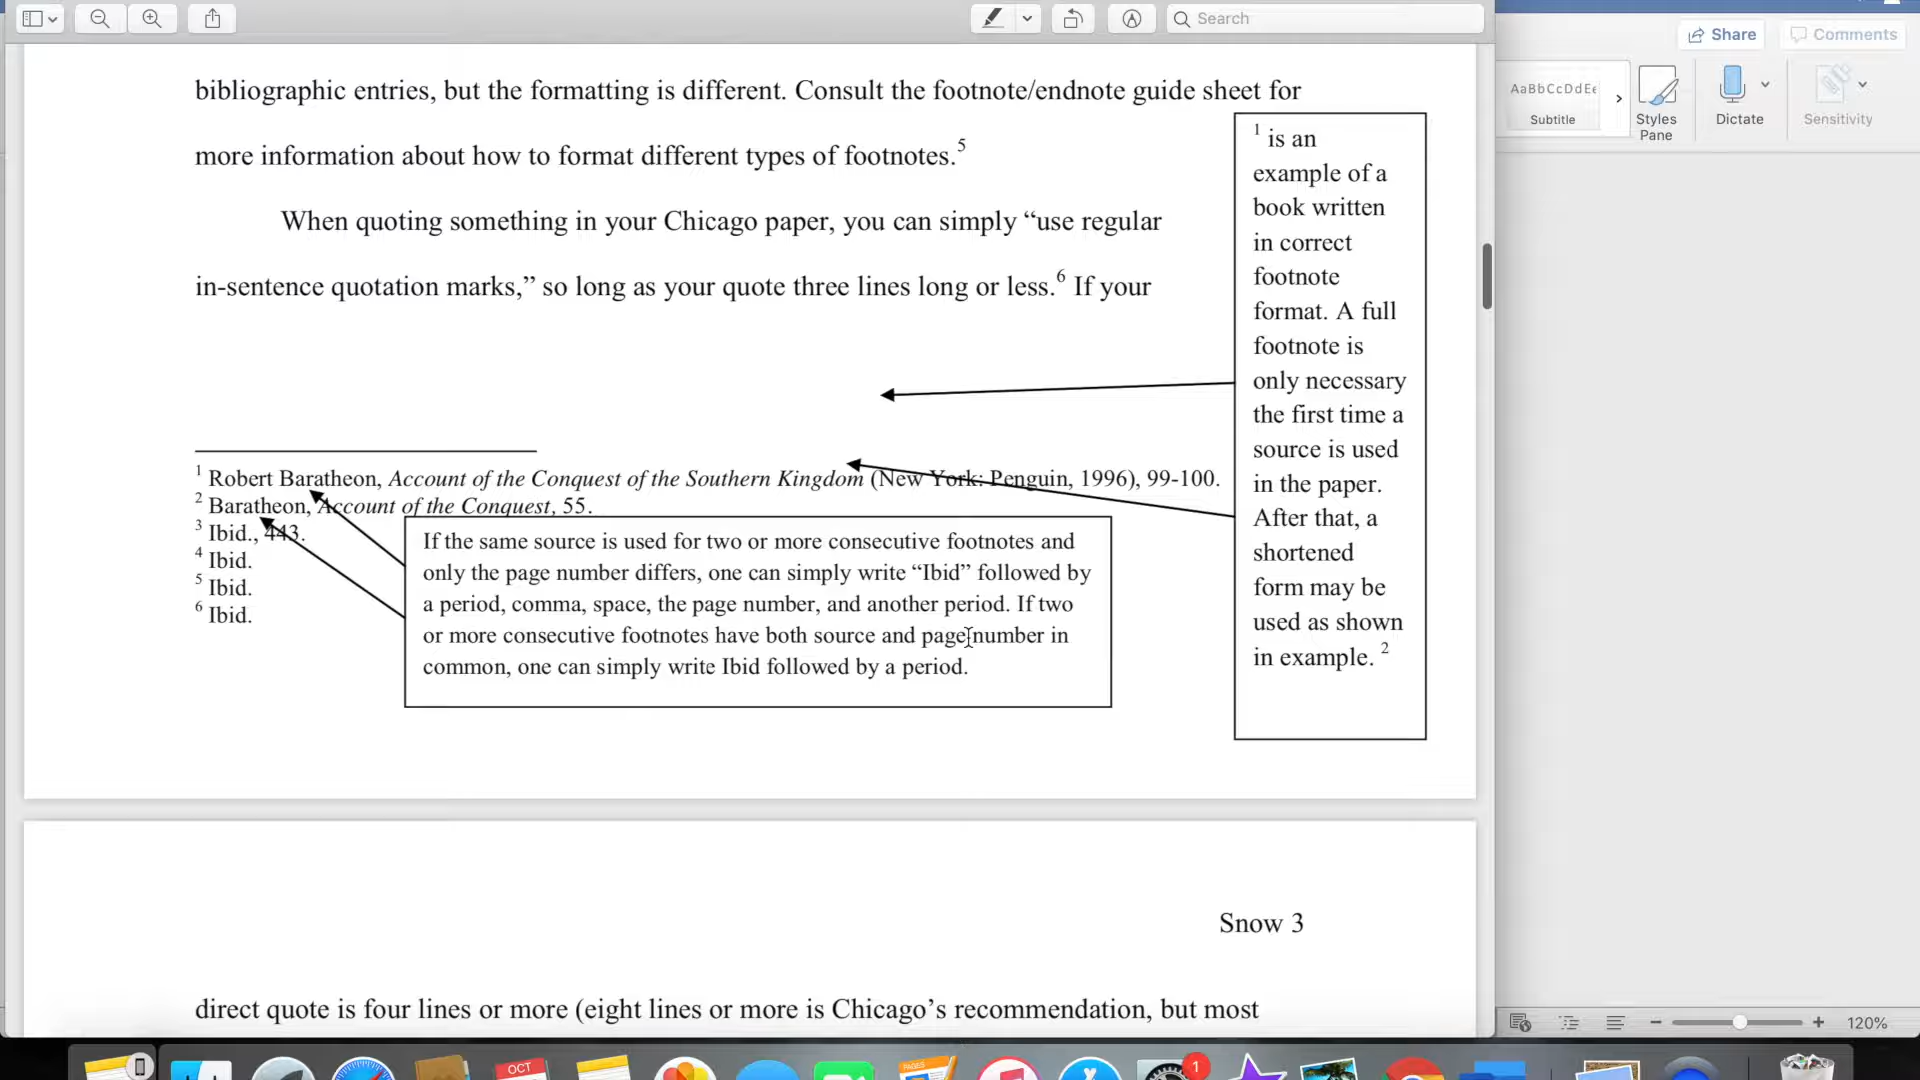 Search
Share
Comments
AaBbCcDdEe
Subtitle
Styles
Pane
Dictate
Sensitivity
bibliographic entries, but the formatting is different. Consult the footnote/endnote guide sheet for
more information about how to format different types of footnotes.5
When quoting something in your Chicago paper, you can simply “use regular
in-sentence quotation marks,” so long as your quote three lines long or less.6 If your
1 is an
example of a
book written
in correct
footnote
format. A full
footnote is
only necessary
the first time a
source is used
in the paper.
After that, a
shortened
form may be
used as shown
in example. 2
1 Robert Baratheon, Account of the Conquest of the Southern Kingdom (New York: Penguin, 1996), 99-100.
2 Baratheon, Account of the Conquest, 55.
3 Ibid., 443.
4 Ibid.
5 Ibid.
6 Ibid.
If the same source is used for two or more consecutive footnotes and
only the page number differs, one can simply write “Ibid” followed by
a period, comma, space, the page number, and another period. If two
or more consecutive footnotes have both source and page number in
common, one can simply write Ibid followed by a period.
Snow 3
direct quote is four lines or more (eight lines or more is Chicago’s recommendation, but most
120%
OCT
PAGES
1